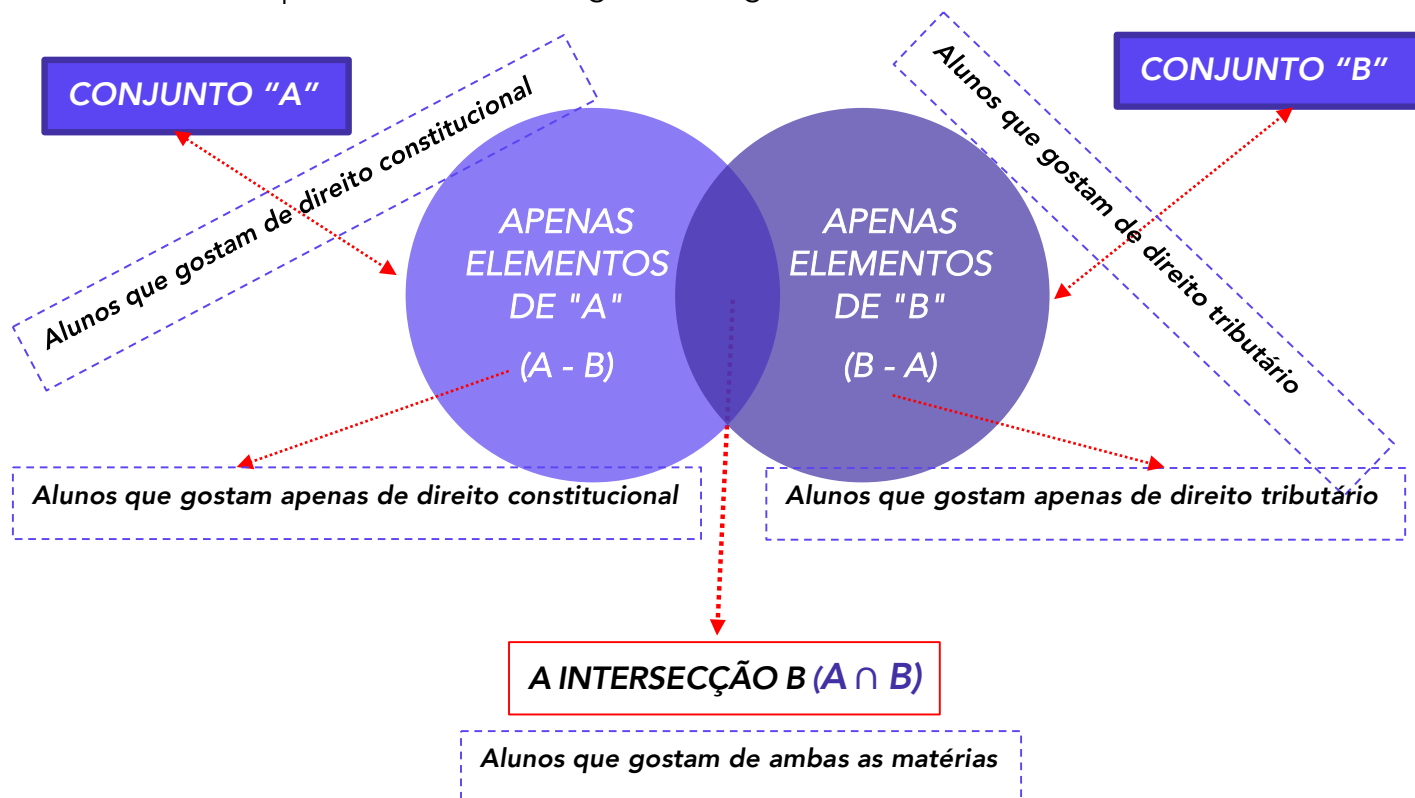 CONJUNTO “A”
CONJUNTO “B”
Alunos que gostam de direito constitucional
Alunos que gostam de direito tributário
APENAS
ELEMENTOS
DE "A"
(A - B)
APENAS
ELEMENTOS
DE "B"
(B - A)
Alunos que gostam apenas de direito constitucional
Alunos que gostam apenas de direito tributário
A INTERSECÇÃO B (A ∩ B)
Alunos que gostam de ambas as matérias